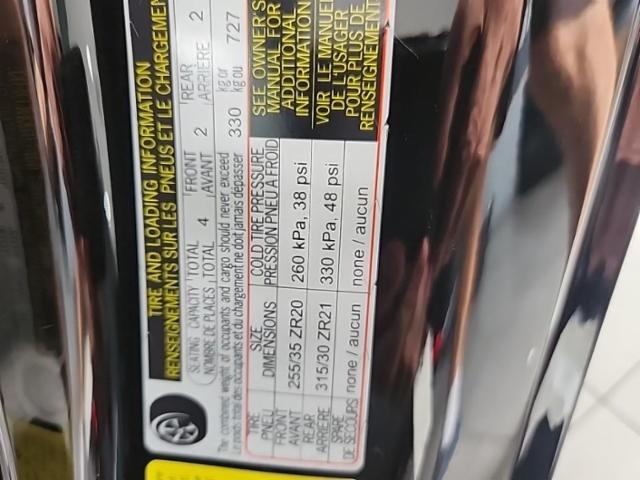 TIRE AND LOADING INFORMATION
RENSEIGNEMENTS SUR LES PNEUS ET LE CHARGEMEN
SEATING CAPACITY TOTAL 4 FRONT 2 REAR 2
NOMBRE DE PLACES TOTAL AVANT ARRIÈRE
The combined weight of occupants and cargo should never exceed 330 kg or 727
Le poids total des occupants et du chargement ne doit jamais dépasser kg ou
TIRE SIZE COLD TIRE PRESSURE
PNEU DIMENSIONS PRESSION PNEU À FROID
FRONT
AVANT 255/35 ZR20 260 kPa, 38 psi
REAR
ARRIÈRE 315/30 ZR21 330 kPa, 48 psi
SPARE
DE SECOURS none / aucun none / aucun
SEE OWNER'S
MANUAL FOR
ADDITIONAL
INFORMATION
VOIR LE MANUEL
DE L'USAGER
POUR PLUS DE
RENSEIGNEMENT